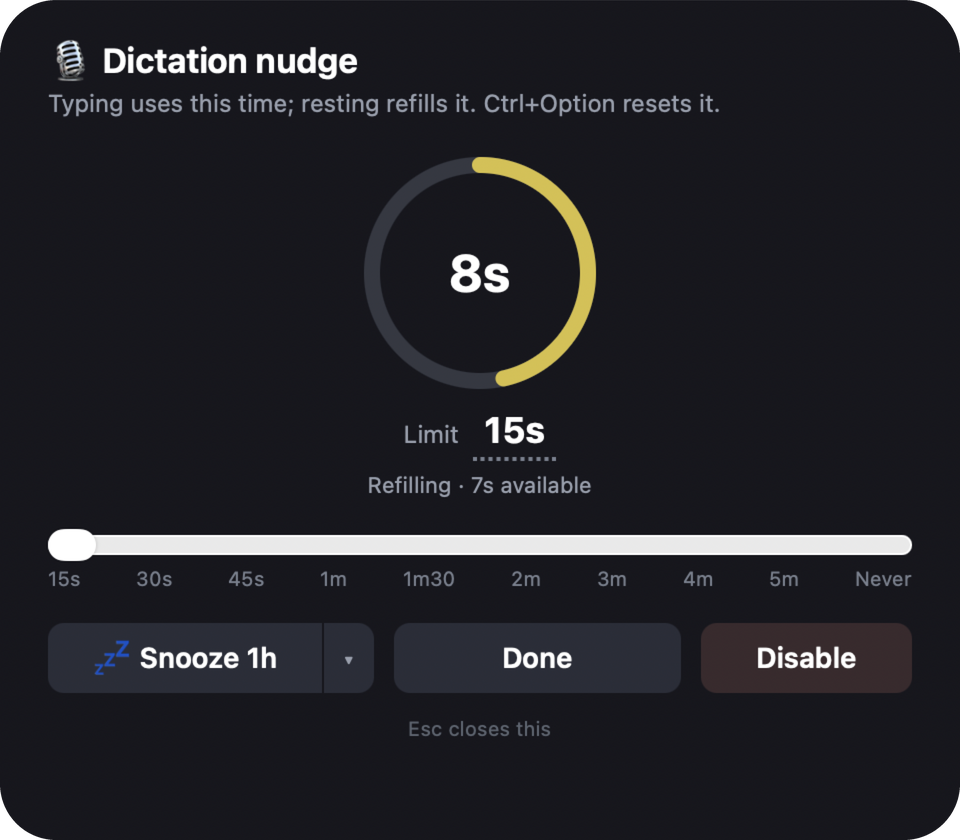 Dictation nudge
Typing uses this time; resting refills it. Ctrl+Option resets it.
8s
Limit 15s
Refilling · 7s available
15s 30s 45s 1m 1m30 2m 3m 4m 5m Never
💤 Snooze 1h ▾ Done Disable
Esc closes this